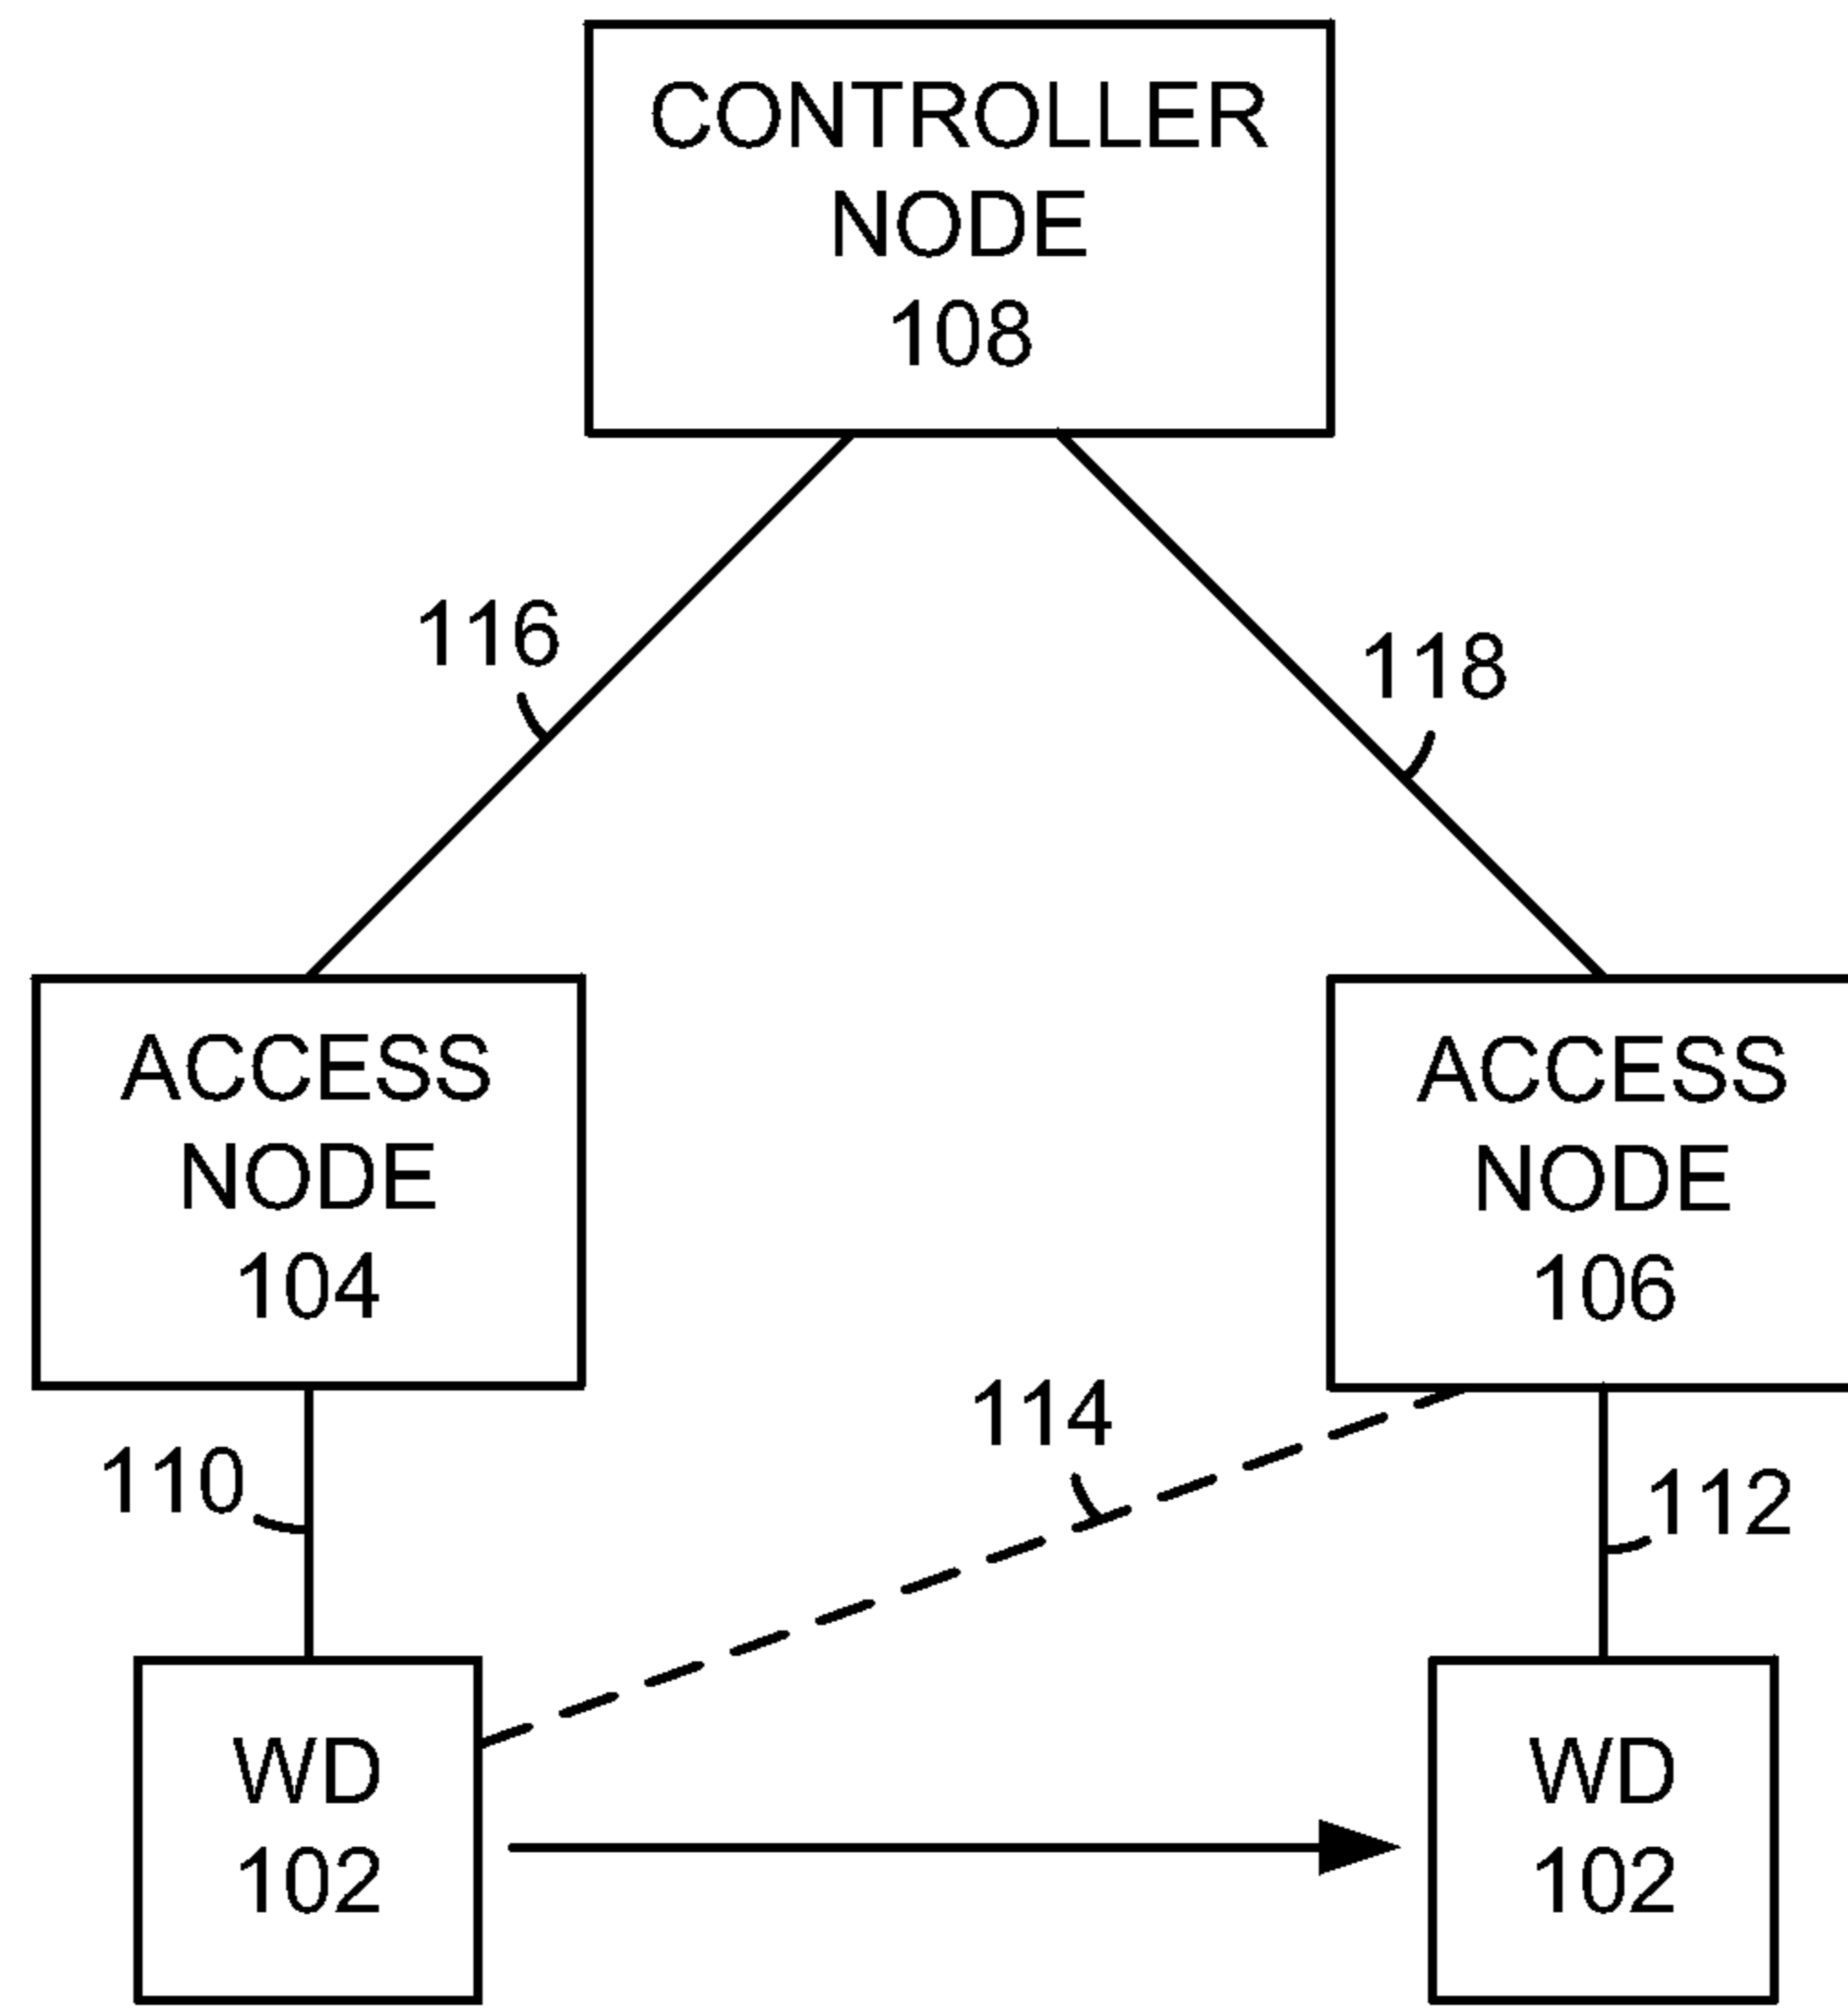 CONTROLLER
NODE
108
116
118
ACCESS
NODE
104
ACCESS
NODE
106
114
110
112
WD
102
WD
102